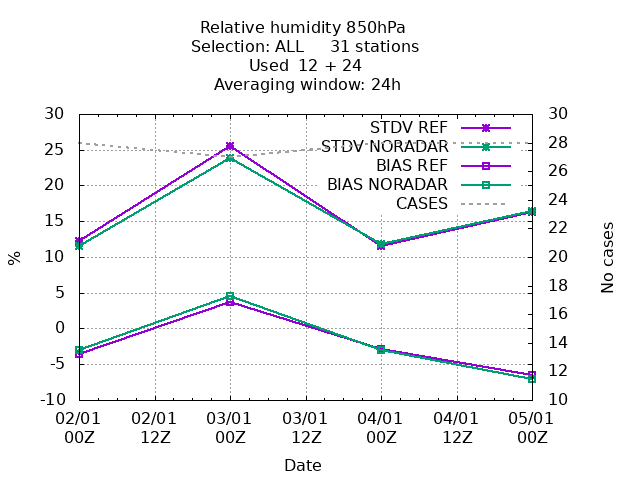 Relative humidity 850hPa
Selection: ALL     31 stations
Used  12 + 24
Averaging window: 24h
30
25
20
15
10
5
0
-5
-10
%
STDV REF
STDV NORADAR
BIAS REF
BIAS NORADAR
CASES
30
28
26
24
22
20
18
16
14
12
10
No cases
02/01 02/01 03/01 03/01 04/01 04/01 05/01
00Z 12Z 00Z 12Z 00Z 12Z 00Z
Date